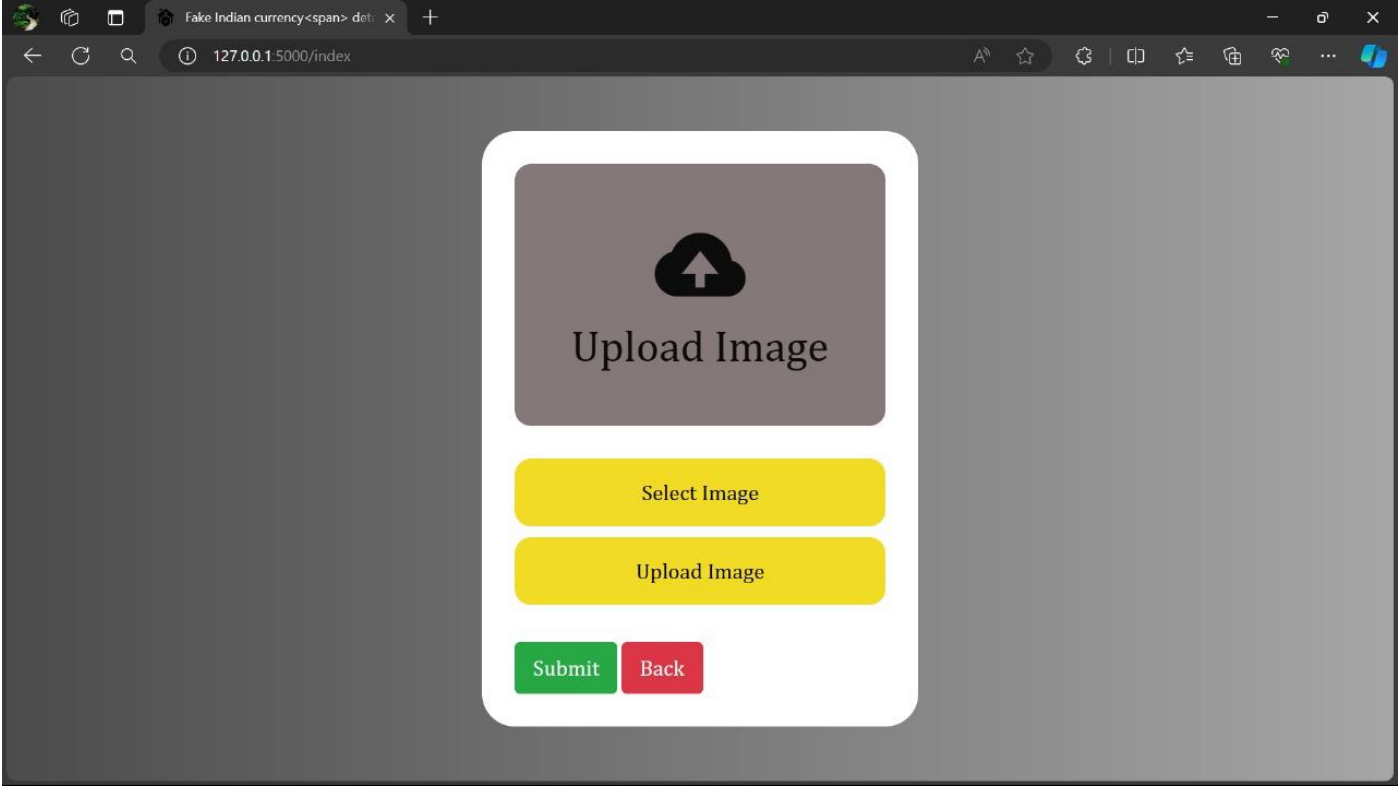 Fake Indian currency<span> det
127.0.0.1:5000/index
Upload Image
Select Image
Upload Image
Submit Back